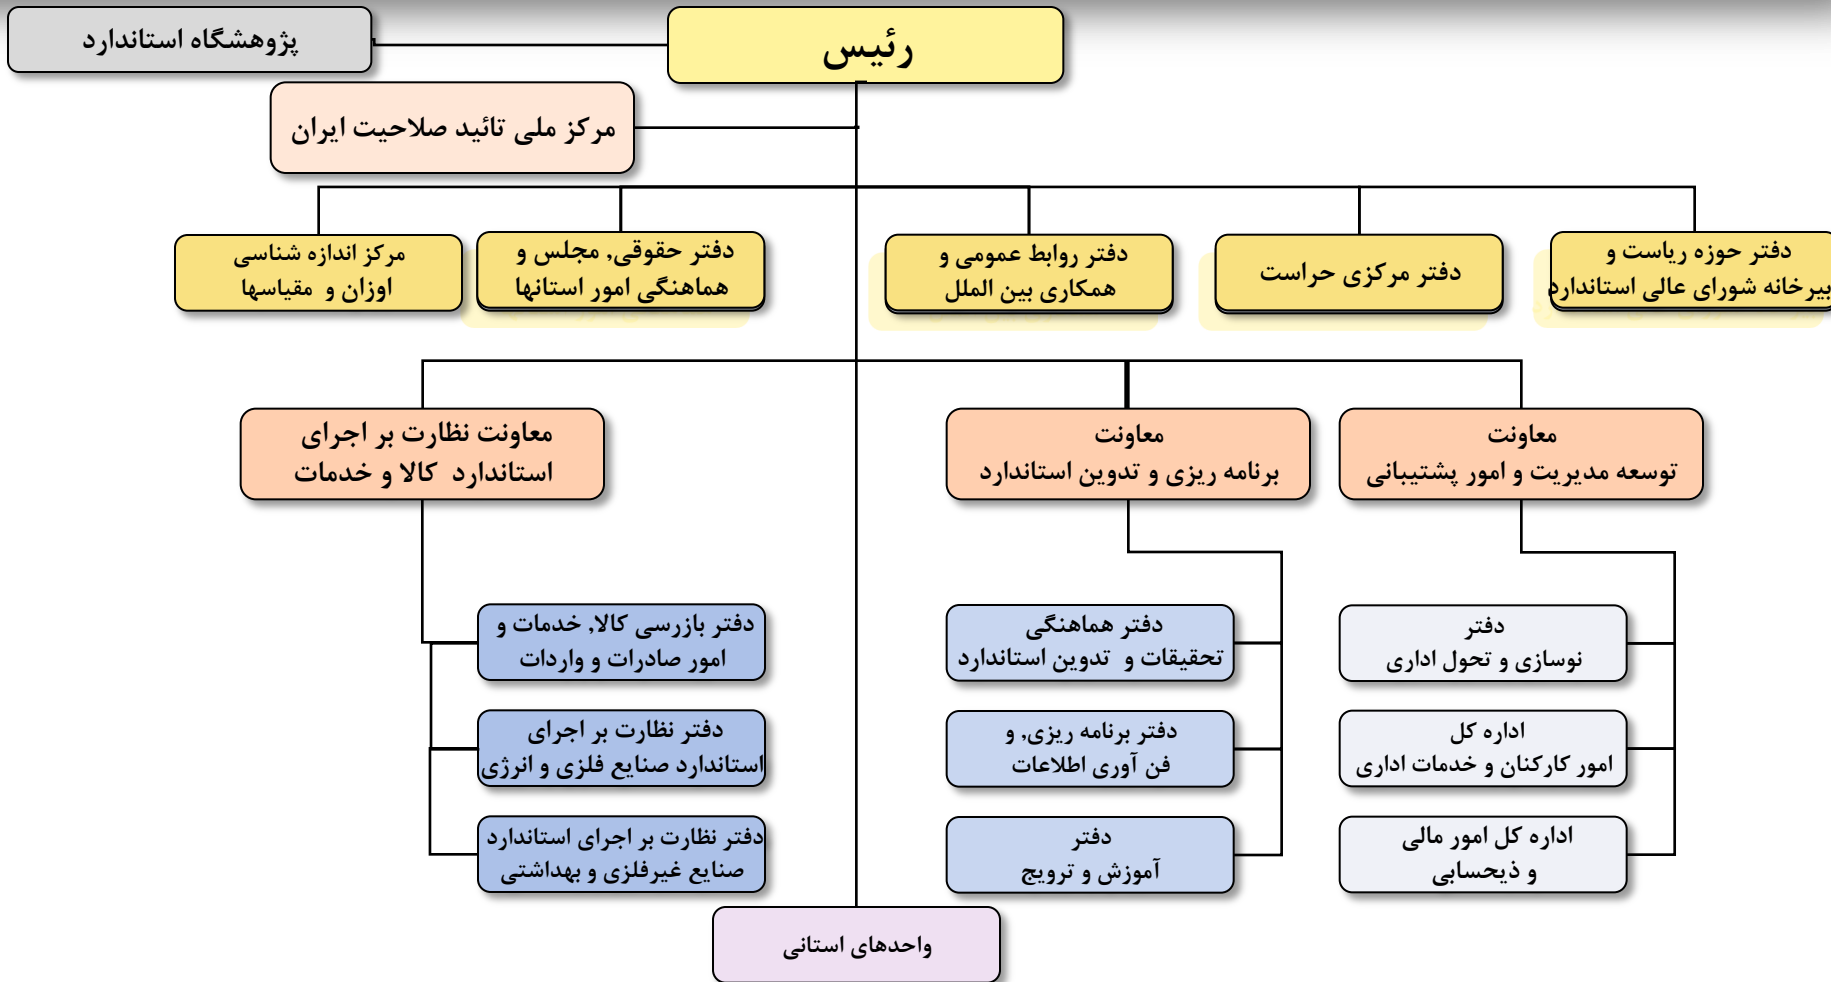 رئیس
پژوهشگاه استاندارد
مرکز ملی تائید صلاحیت ایران
دفتر حوزه ریاست و
بیرخانه شورای عالی استاندارد
دفتر مرکزی حراست
دفتر روابط عمومی و
همکاری بین الملل
دفتر حقوقی, مجلس و
هماهنگی امور استانها
مرکز اندازه شناسی
اوزان و مقیاسها
معاونت
توسعه مدیریت و امور پشتیبانی
معاونت
برنامه ریزی و تدوین استاندارد
معاونت نظارت بر اجرای
استاندارد کالا و خدمات
دفتر
نوسازی و تحول اداری
اداره کل
امور کارکنان و خدمات اداری
اداره کل امور مالی
و ذیحسابی
دفتر هماهنگی
تحقیقات و تدوین استاندارد
دفتر برنامه ریزی, و
فن آوری اطلاعات
دفتر
آموزش و ترویج
دفتر بازرسی کالا, خدمات و
امور صادرات و واردات
دفتر نظارت بر اجرای
استاندارد صنایع فلزی و انرژی
دفتر نظارت بر اجرای استاندارد
صنایع غیرفلزی و بهداشتی
واحدهای استانی